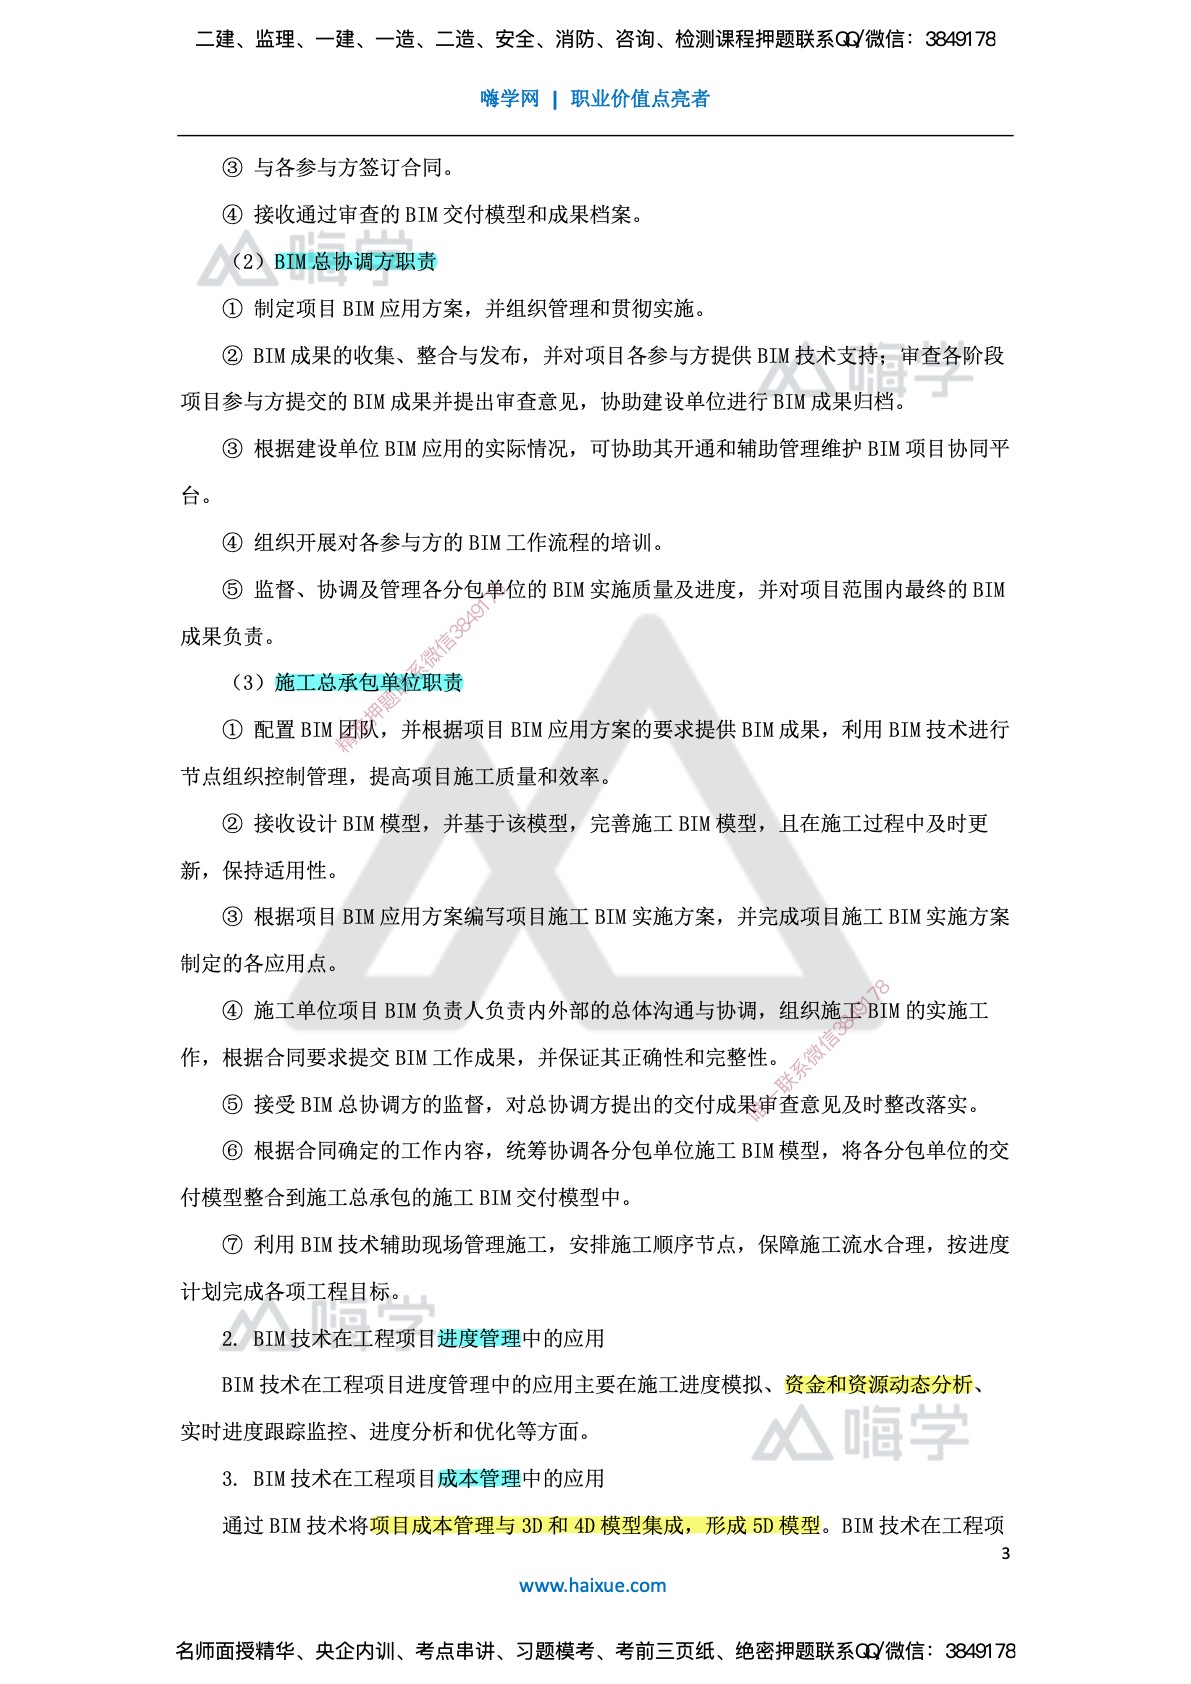 二建、监理、一建、一造、二造、安全、消防、咨询、检测课程押题联系QQ/微信：3849178
嗨学网 | 职业价值点亮者
③ 与各参与方签订合同。
④ 接收通过审查的 BIM 交付模型和成果档案。
嗨学
（2）BIM 总协调方职责
① 制定项目 BIM 应用方案，并组织管理和贯彻实施。
② BIM 成果的收集、整合与发布，并对项目各参与方提供 BIM 技术支持；审查各阶段
嗨学
项目参与方提交的 BIM 成果并提出审查意见，协助建设单位进行 BIM 成果归档。
③ 根据建设单位 BIM 应用的实际情况，可协助其开通和辅助管理维护 BIM 项目协同平
台。
④ 组织开展对各参与方的 BIM 工作流程的培训。
⑤ 监督、协调及管理各分包单位的 BIM 实施质量及进度，并对项目范围内最终的 BIM
成果负责。
精准押题联系微信3849178
（3）施工总承包单位职责
① 配置 BIM 团队，并根据项目 BIM 应用方案的要求提供 BIM 成果，利用 BIM 技术进行
节点组织控制管理，提高项目施工质量和效率。
② 接收设计 BIM 模型，并基于该模型，完善施工 BIM 模型，且在施工过程中及时更
新，保持适用性。
③ 根据项目 BIM 应用方案编写项目施工 BIM 实施方案，并完成项目施工 BIM 实施方案
制定的各应用点。
④ 施工单位项目 BIM 负责人负责内外部的总体沟通与协调，组织施工 BIM 的实施工
作，根据合同要求提交 BIM 工作成果，并保证其正确性和完整性。
唯一联系微信3849178
⑤ 接受 BIM 总协调方的监督，对总协调方提出的交付成果审查意见及时整改落实。
⑥ 根据合同确定的工作内容，统筹协调各分包单位施工 BIM 模型，将各分包单位的交
付模型整合到施工总承包的施工 BIM 交付模型中。
⑦ 利用 BIM 技术辅助现场管理施工，安排施工顺序节点，保障施工流水合理，按进度
计划完成各项工程目标。
嗨学
2. BIM 技术在工程项目进度管理中的应用
BIM 技术在工程项目进度管理中的应用主要在施工进度模拟、资金和资源动态分析、
实时进度跟踪监控、进度分析和优化等方面。
嗨学
3. BIM 技术在工程项目成本管理中的应用
通过 BIM 技术将项目成本管理与 3D 和 4D 模型集成，形成 5D 模型。BIM 技术在工程项
3
www.haixue.com
名师面授精华、央企内训、考点串讲、习题模考、考前三页纸、绝密押题联系QQ/微信：3849178